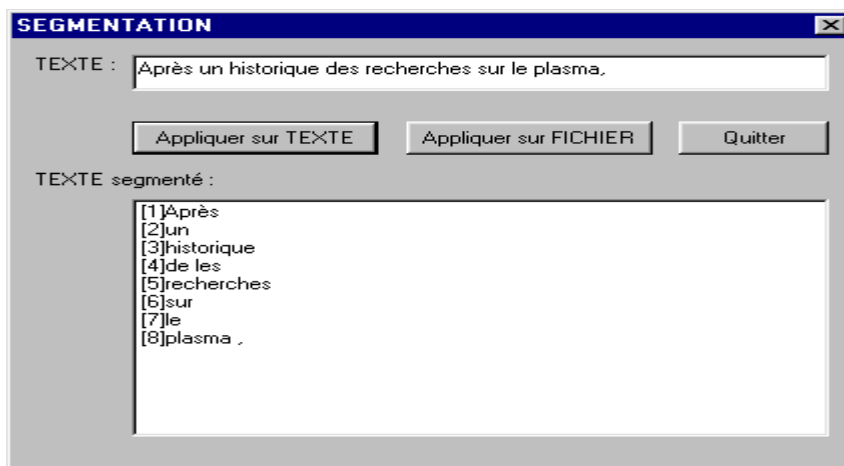 SEGMENTATION
TEXTE : Après un historique des recherches sur le plasma,
Appliquer sur TEXTE Appliquer sur FICHIER Quitter
TEXTE segmenté :
[1]Après
[2]un
[3]historique
[4]de les
[5]recherches
[6]sur
[7]le
[8]plasma ,